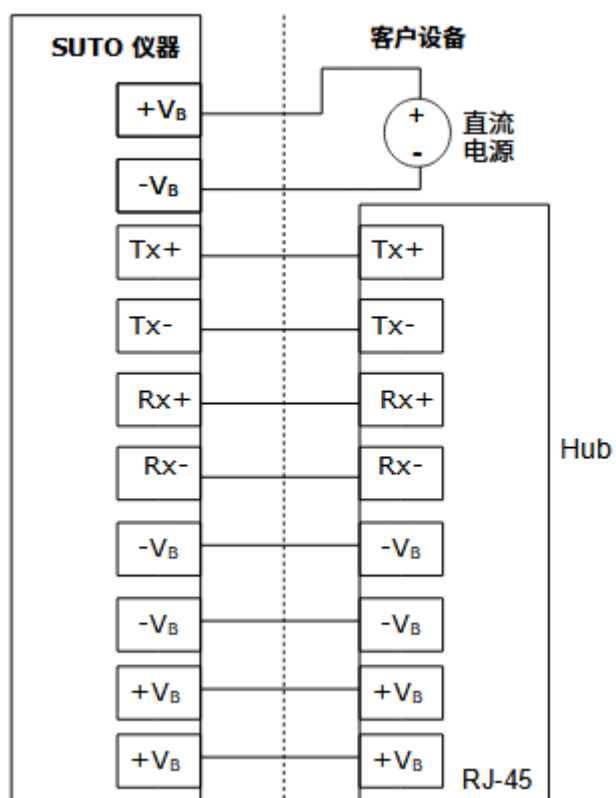 SUTO 仪器
客户设备
+VB
-VB
+
-
直流
电源
Tx+
Tx+
Tx-
Tx-
Rx+
Rx+
Rx-
Rx-
Hub
-VB
-VB
-VB
-VB
+VB
+VB
+VB
+VB
RJ-45